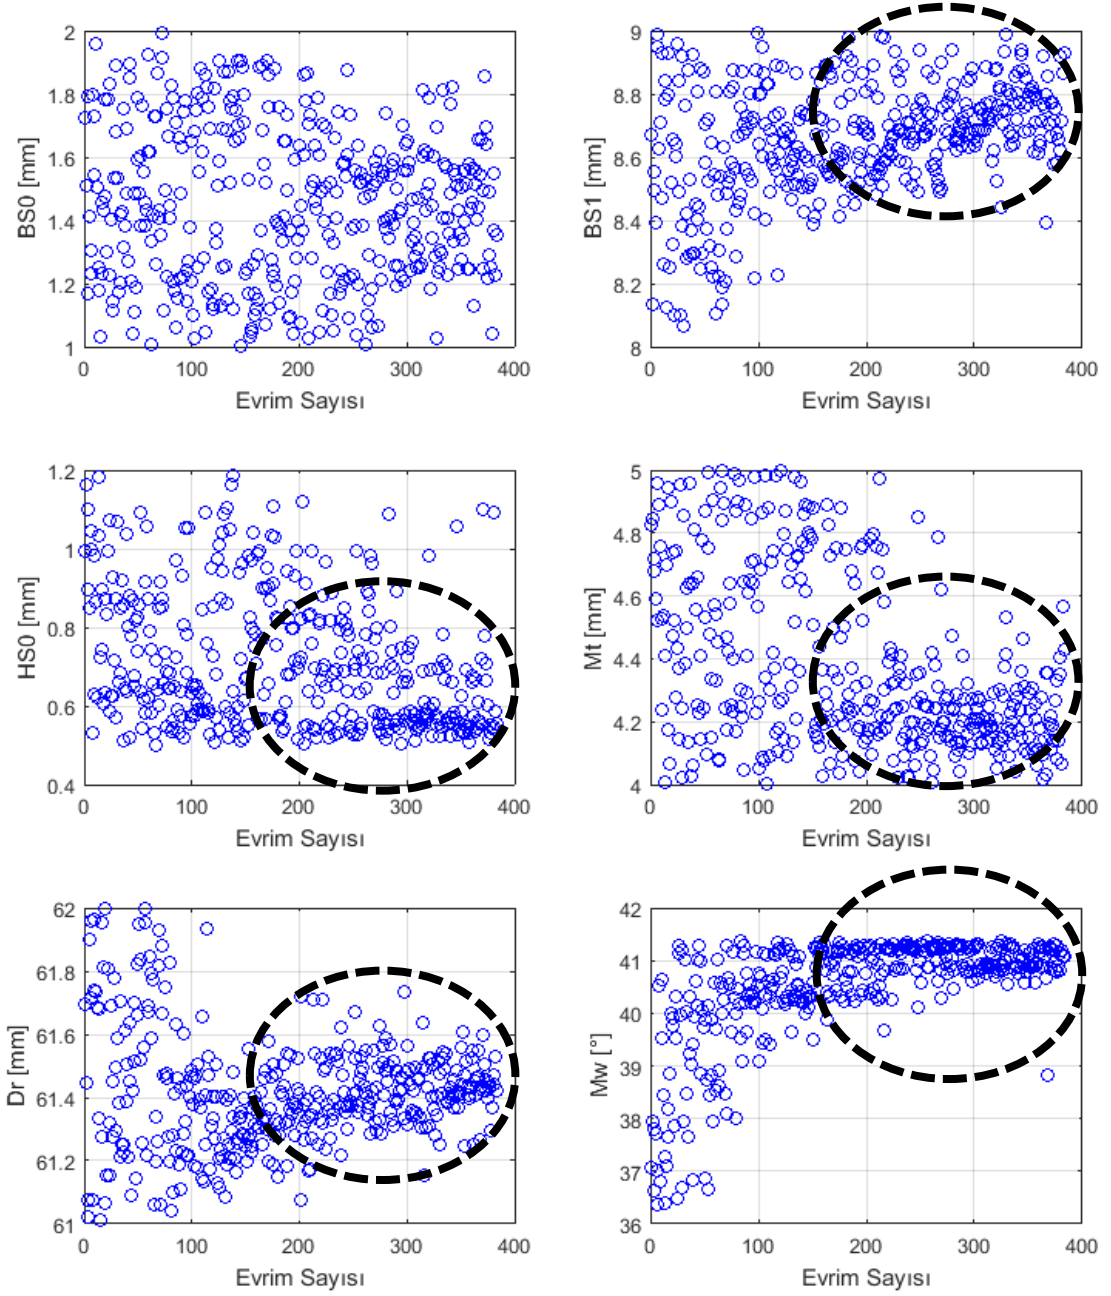 2
1.8
1.6
1.4
1.2
1
BS0 [mm]
0 100 200 300 400
Evrim Sayısı
9
8.8
8.6
8.4
8.2
8
BS1 [mm]
0 100 200 300 400
Evrim Sayısı
1.2
1
0.8
0.6
0.4
HS0 [mm]
0 100 200 300 400
Evrim Sayısı
5
4.8
4.6
4.4
4.2
4
Mt [mm]
0 100 200 300 400
Evrim Sayısı
62
61.8
61.6
61.4
61.2
61
Dr [mm]
0 100 200 300 400
Evrim Sayısı
42
41
40
39
38
37
36
Mw [°]
0 100 200 300 400
Evrim Sayısı